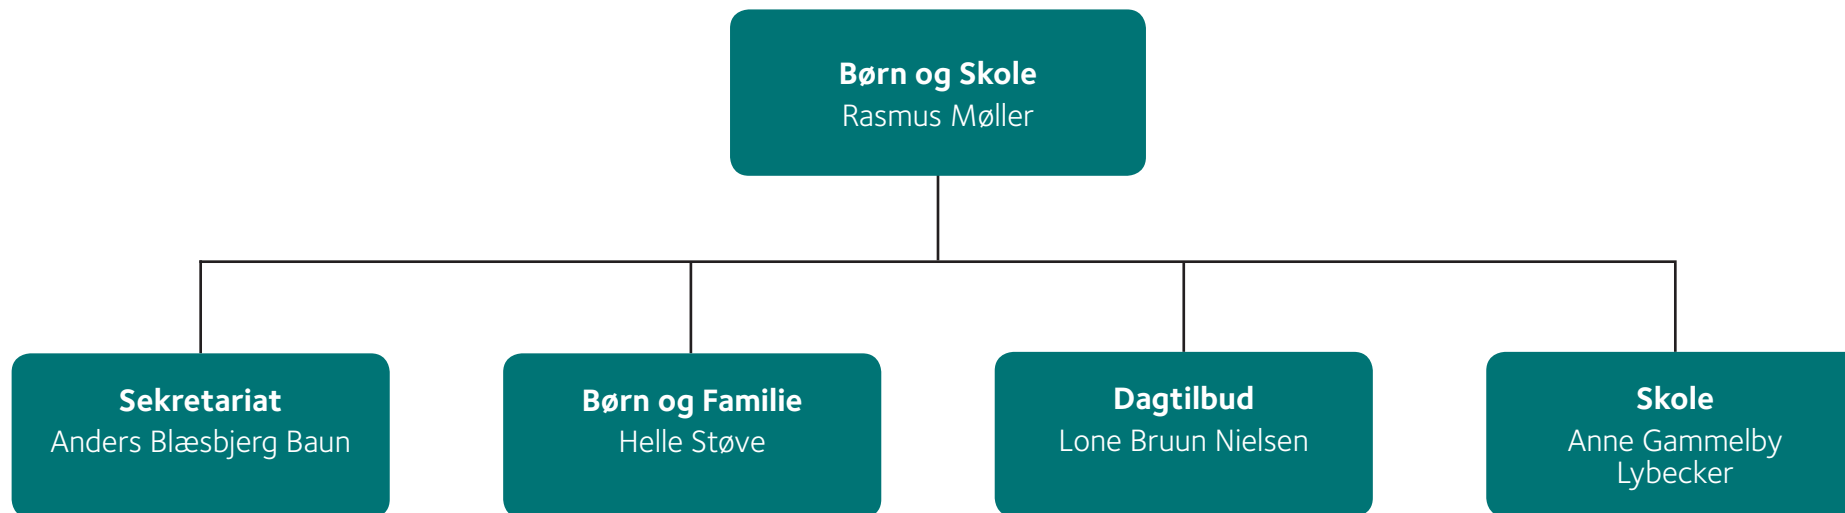 Børn og Skole
Rasmus Møller
Sekretariat
Anders Blæsbjerg Baun
Børn og Familie
Helle Støve
Dagtilbud
Lone Bruun Nielsen
Skole
Anne Gammelby
Lybecker